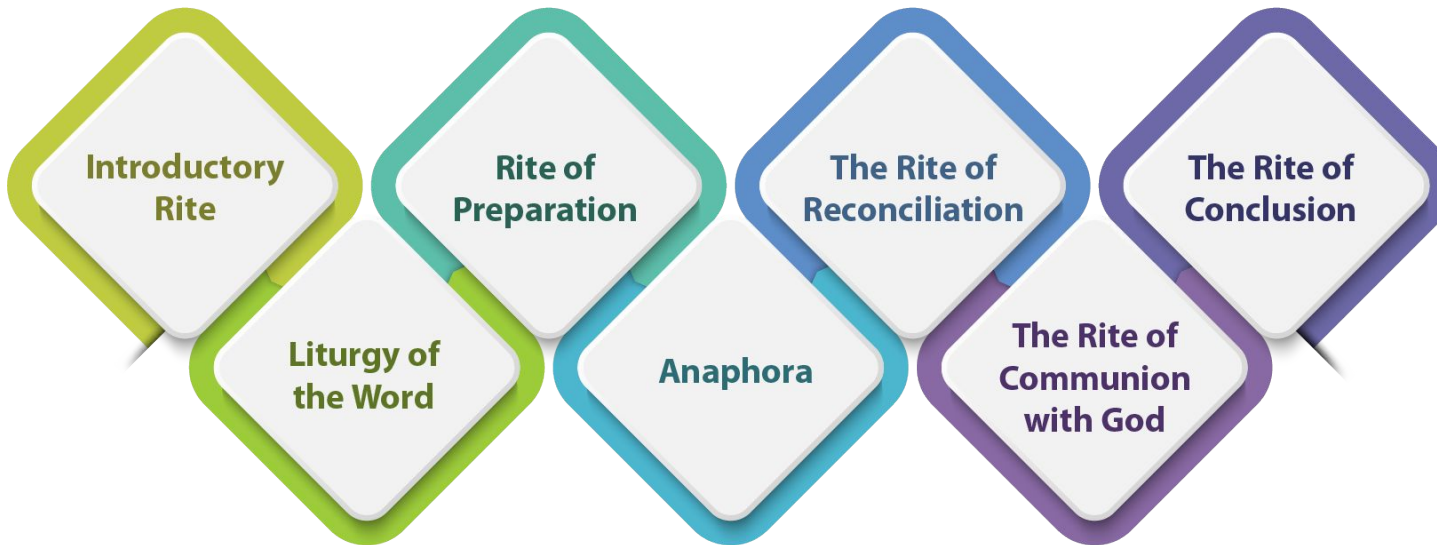 Introductory
Rite
Liturgy of
the Word
Rite of
Preparation
Anaphora
The Rite of
Reconciliation
The Rite of
Communion
with God
The Rite of
Conclusion